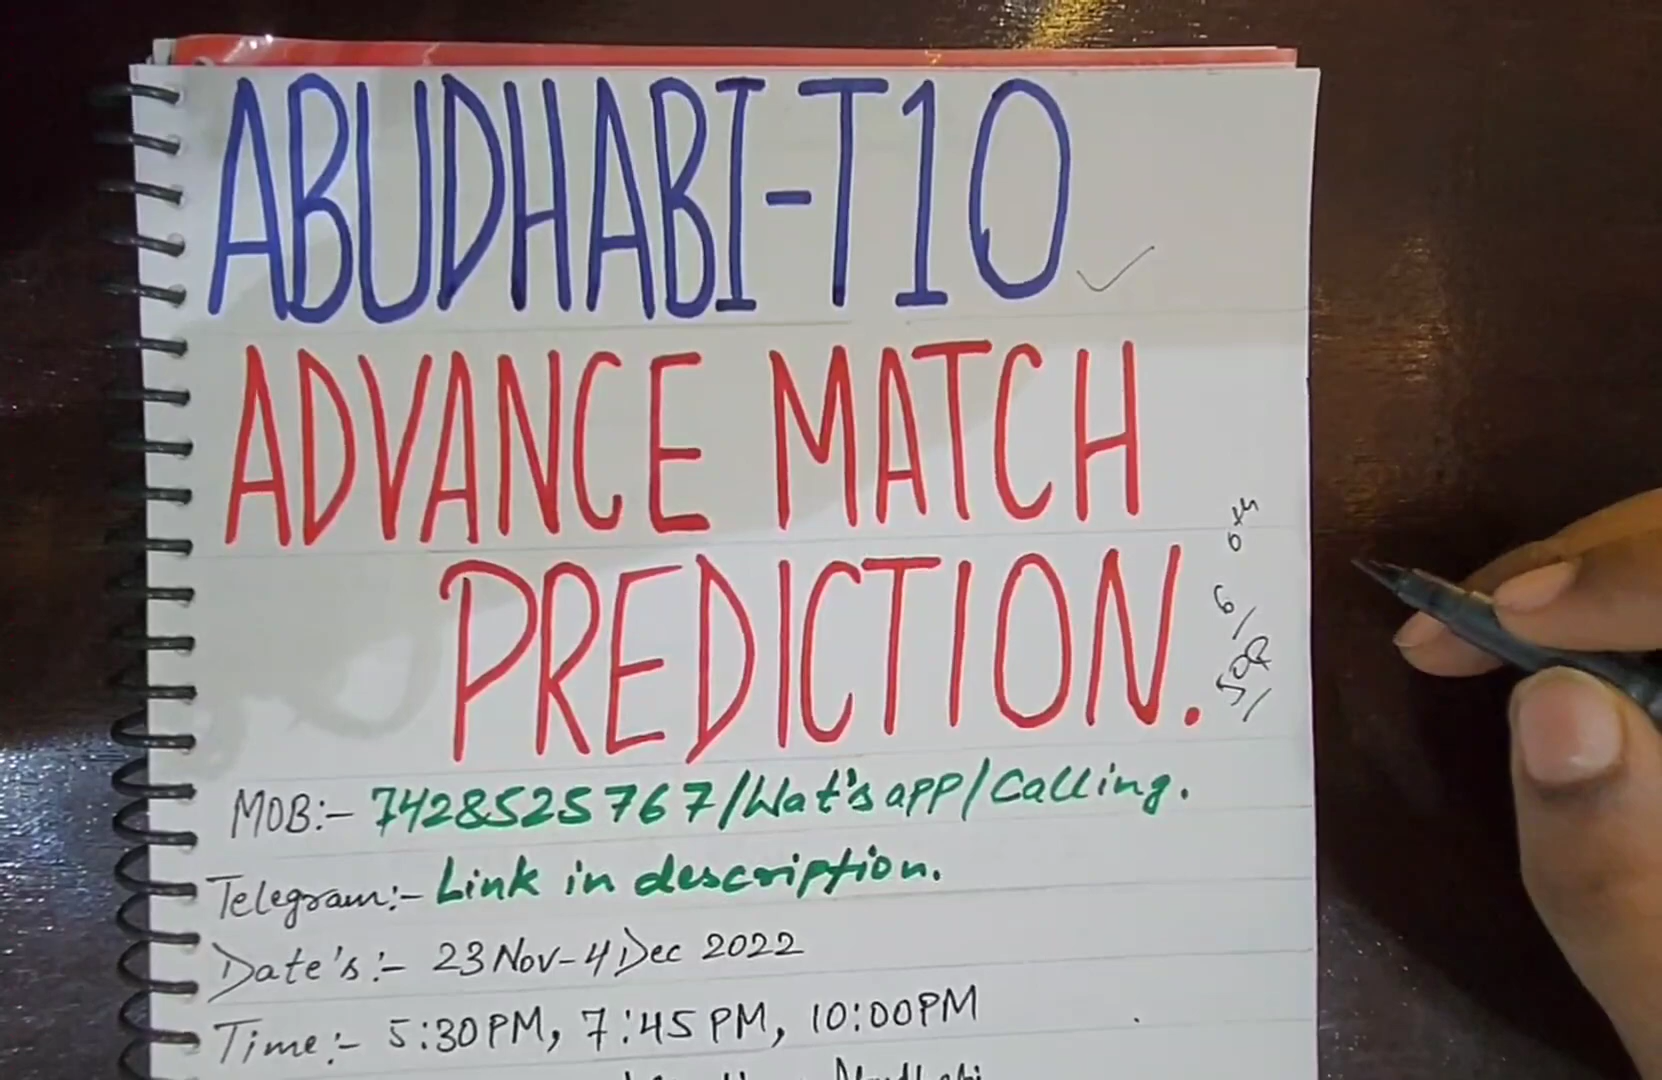 ABUDHABI-T10
ADVANCE MATCH
PREDICTION.
MOB:- 7428525767/Wat's app/Calling.
Telegram:- Link in description.
Date's:- 23 Nov-4 Dec 2022
Time:- 5:30PM, 7:45PM, 10:00PM
Abudhabi